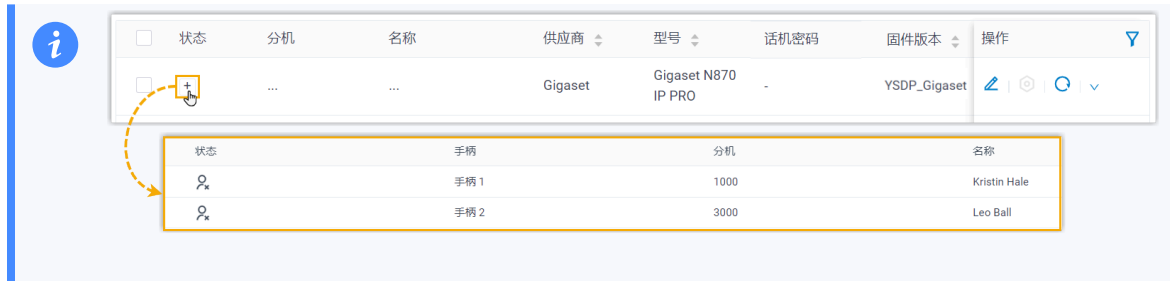 状态 分机 名称 供应商 型号 话机密码 固件版本 操作
+ ... ... Gigaset Gigaset N870 IP PRO - YSDP_Gigaset
状态 手柄 分机 名称
手柄 1 1000 Kristin Hale
手柄 2 3000 Leo Ball